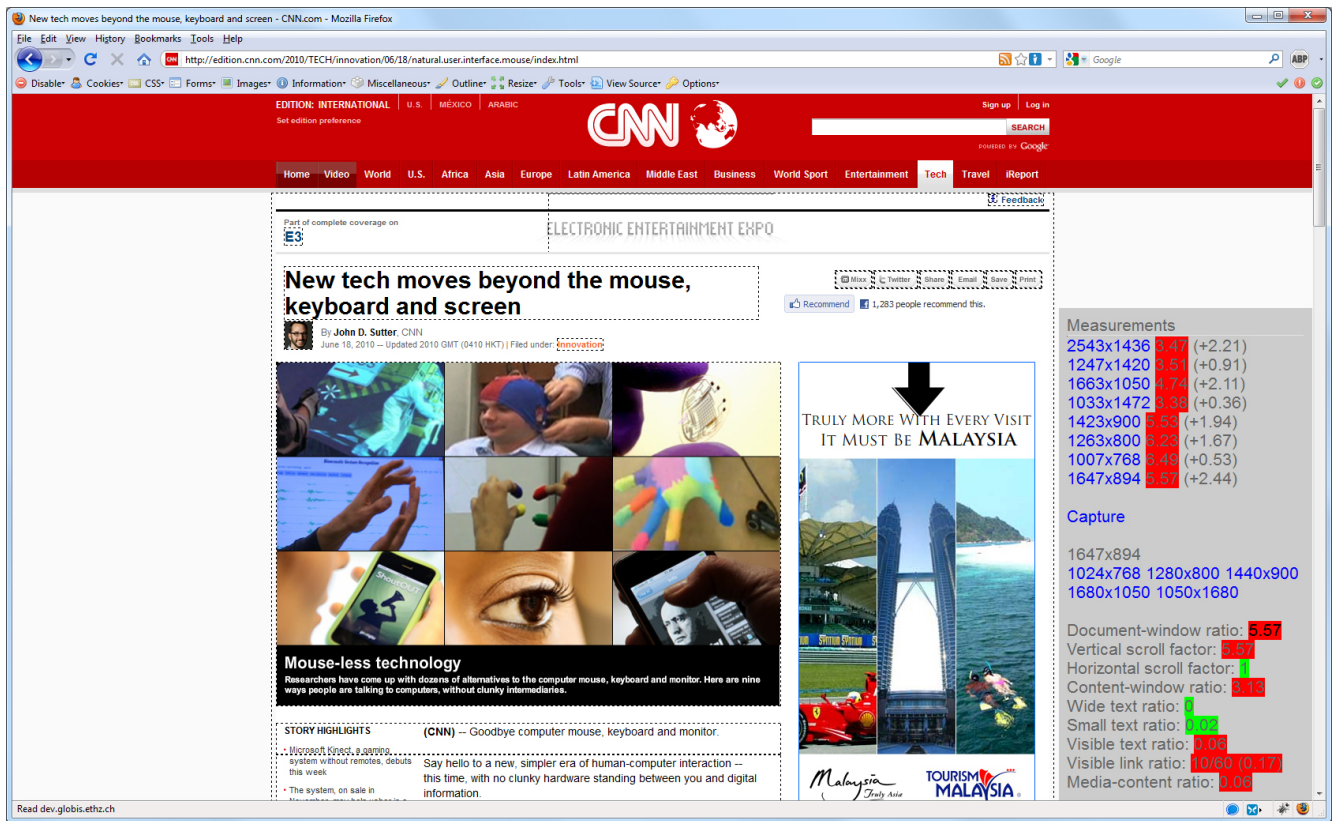 New tech moves beyond the mouse, keyboard and screen - CNN.com - Mozilla Firefox
File Edit View History Bookmarks Tools Help
http://edition.cnn.com/2010/TECH/innovation/06/18/natural.user.interface.mouse/index.html
Google
ABP
Disable Cookies CSS Forms Images Information Miscellaneous Outline Resize Tools View Source Options
EDITION: INTERNATIONAL U.S. MÉXICO ARABIC
Set edition preference
CNN
Sign up Log in
SEARCH
POWERED BY Google
Home Video World U.S. Africa Asia Europe Latin America Middle East Business World Sport Entertainment Tech Travel iReport
Feedback
Part of complete coverage on
E3
ELECTRONIC ENTERTAINMENT EXPO
New tech moves beyond the mouse,
keyboard and screen
Mixx Twitter Share Email Save Print
Recommend 1,283 people recommend this.
By John D. Sutter, CNN
June 18, 2010 -- Updated 2010 GMT (0410 HKT) | Filed under: Innovation
ShoutOut
Mouse-less technology
Researchers have come up with dozens of alternatives to the computer mouse, keyboard and monitor. Here are nine
ways people are talking to computers, without clunky intermediaries.
STORY HIGHLIGHTS
• Microsoft Kinect, a gaming
system without remotes, debuts
this week
• The system, on sale in
(CNN) -- Goodbye computer mouse, keyboard and monitor.
Say hello to a new, simpler era of human-computer interaction --
this time, with no clunky hardware standing between you and digital
information.
TRULY MORE WITH EVERY VISIT
IT MUST BE MALAYSIA
Malaysia
Truly Asia
TOURISM
MALAYSIA
Measurements
2543x1436 3.47 (+2.21)
1247x1420 3.51 (+0.91)
1663x1050 4.74 (+2.11)
1033x1472 3.38 (+0.36)
1423x900 5.53 (+1.94)
1263x800 6.23 (+1.67)
1007x768 6.49 (+0.53)
1647x894 5.57 (+2.44)
Capture
1647x894
1024x768 1280x800 1440x900
1680x1050 1050x1680
Document-window ratio: 5.57
Vertical scroll factor: 5.57
Horizontal scroll factor: 1
Content-window ratio: 3.13
Wide text ratio: 0
Small text ratio: 0.02
Visible text ratio: 0.06
Visible link ratio: 10/60 (0.17)
Media-content ratio: 0.06
Read dev.globis.ethz.ch